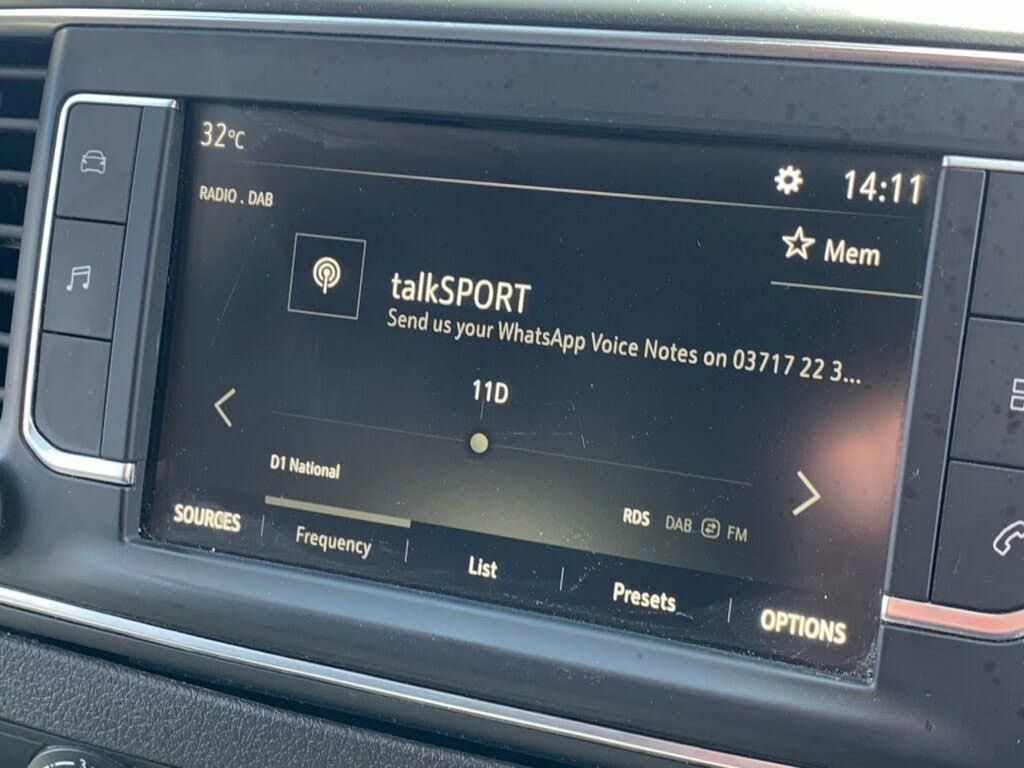 32°C
14:11
RADIO . DAB
Mem
talkSPORT
Send us your WhatsApp Voice Notes on 03717 22 3...
11D
D1 National
RDS DAB FM
SOURCES Frequency List Presets OPTIONS
3